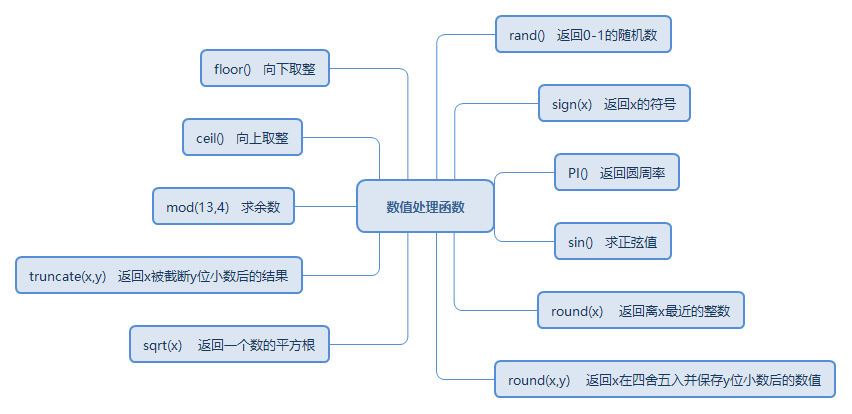 数值处理函数
rand() 返回0-1的随机数
sign(x) 返回x的符号
PI() 返回圆周率
sin() 求正弦值
round(x) 返回离x最近的整数
round(x,y) 返回x在四舍五入并保存y位小数后的数值
floor() 向下取整
ceil() 向上取整
mod(13,4) 求余数
truncate(x,y) 返回x被截断y位小数后的结果
sqrt(x) 返回一个数的平方根